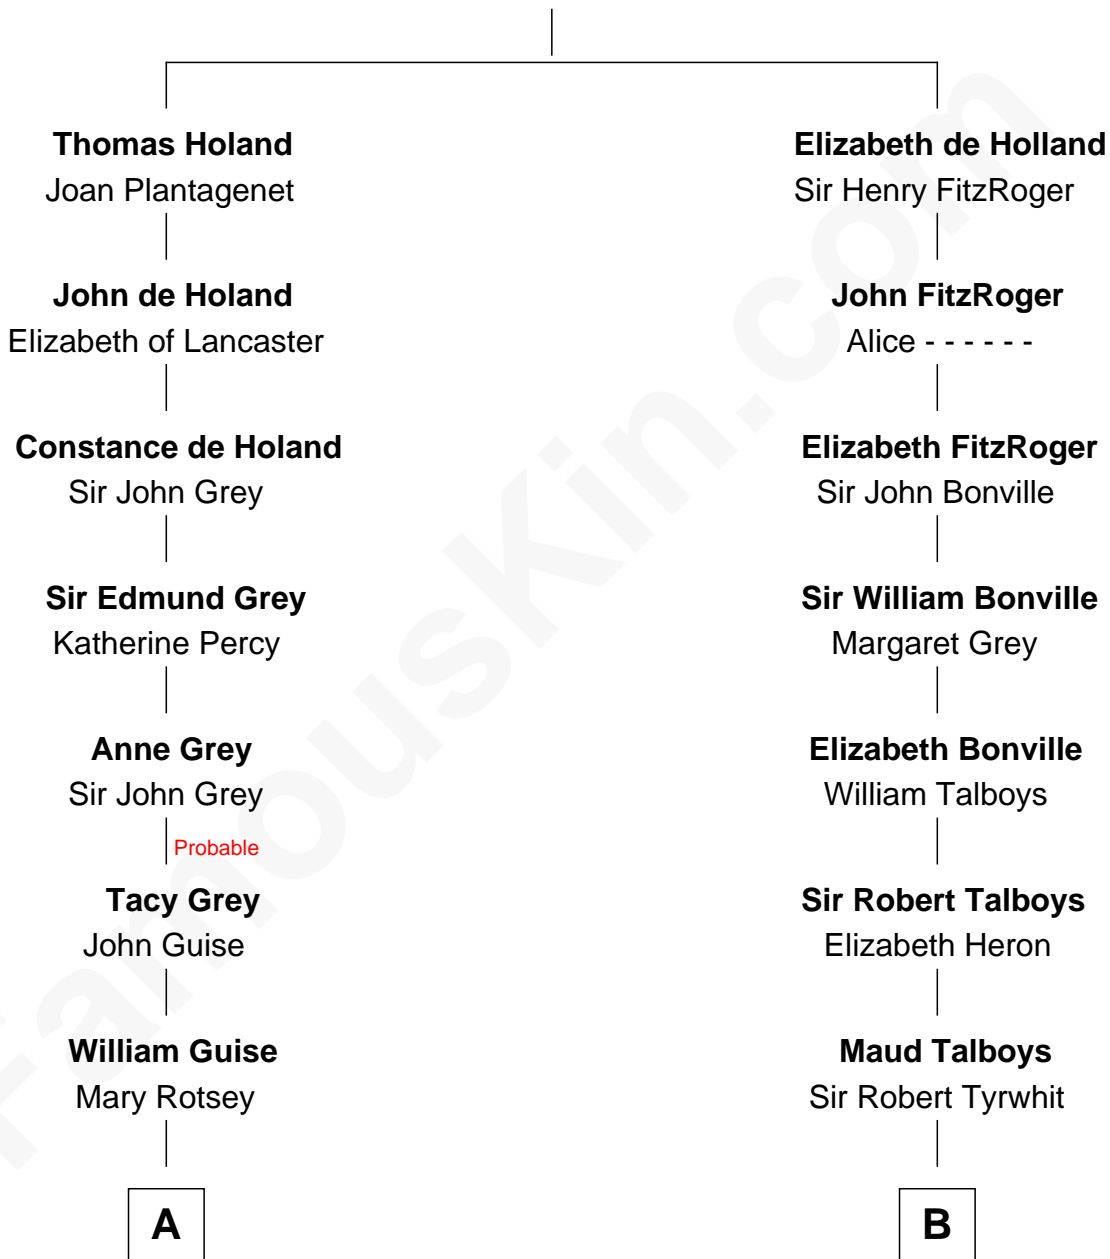 Thomas Holand
Joan Plantagenet
John de Holand
Elizabeth of Lancaster
Constance de Holand
Sir John Grey
Sir Edmund Grey
Katherine Percy
Anne Grey
Sir John Grey
Probable
Tacy Grey
John Guise
William Guise
Mary Rotsey
A
Elizabeth de Holland
Sir Henry FitzRoger
John FitzRoger
Alice - - - - - -
Elizabeth FitzRoger
Sir John Bonville
Sir William Bonville
Margaret Grey
Elizabeth Bonville
William Talboys
Sir Robert Talboys
Elizabeth Heron
Maud Talboys
Sir Robert Tyrwhit
B
FamousKin.com